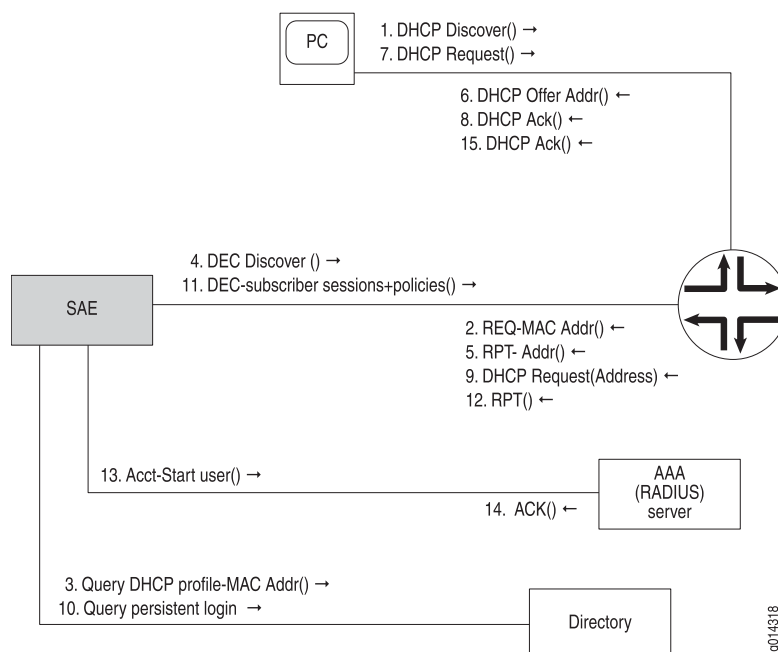 PC
1. DHCP Discover() →
7. DHCP Request() →
6. DHCP Offer Addr() ←
8. DHCP Ack() ←
15. DHCP Ack() ←
4. DEC Discover () →
11. DEC-subscriber sessions+policies() →
SAE
2. REQ-MAC Addr() ←
5. RPT- Addr() ←
9. DHCP Request(Address) ←
12. RPT() ←
13. Acct-Start user() →
AAA
(RADIUS)
server
14. ACK() ←
3. Query DHCP profile-MAC Addr() →
10. Query persistent login →
Directory
g014318